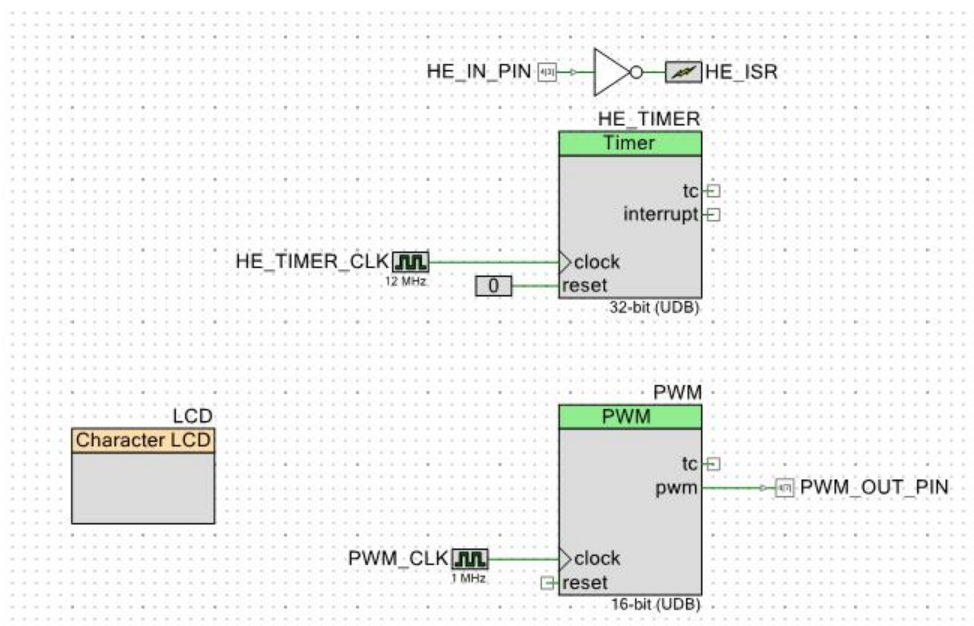 HE_IN_PIN
HE_ISR
HE_TIMER
Timer
tc
interrupt
HE_TIMER_CLK
12 MHz
clock
0
reset
32-bit (UDB)
LCD
Character LCD
PWM
PWM
tc
pwm
PWM_OUT_PIN
PWM_CLK
1 MHz
clock
reset
16-bit (UDB)